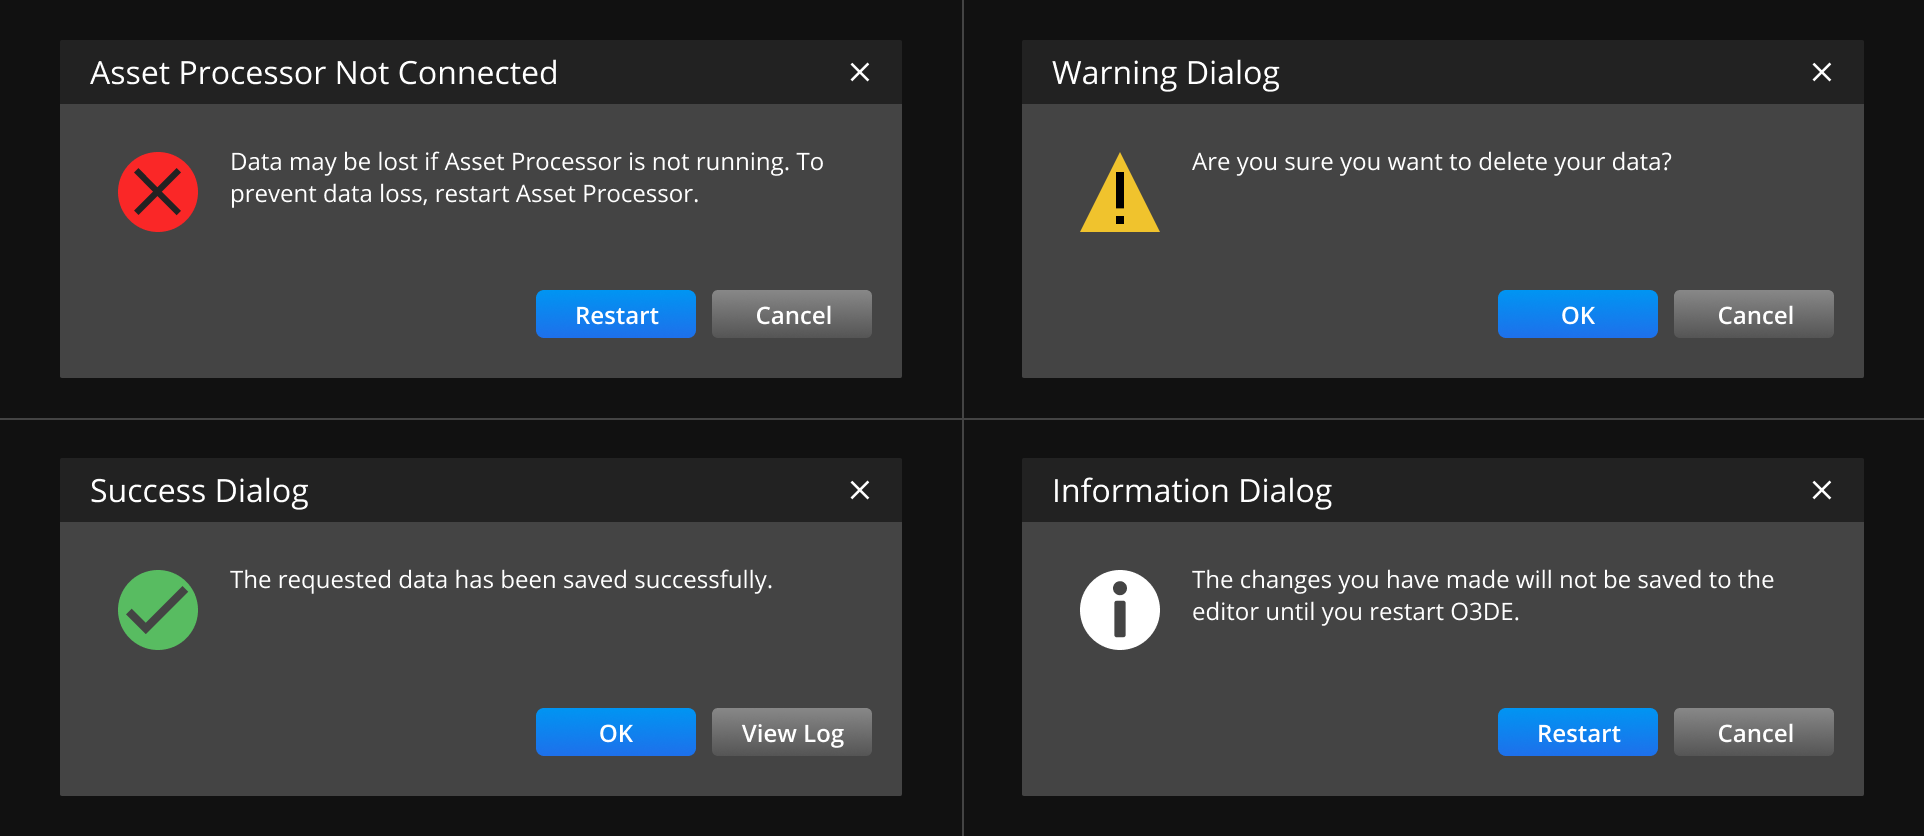 Asset Processor Not Connected
Data may be lost if Asset Processor is not running. To
prevent data loss, restart Asset Processor.
Restart
Cancel
Warning Dialog
Are you sure you want to delete your data?
OK
Cancel
Success Dialog
The requested data has been saved successfully.
OK
View Log
Information Dialog
The changes you have made will not be saved to the
editor until you restart O3DE.
Restart
Cancel